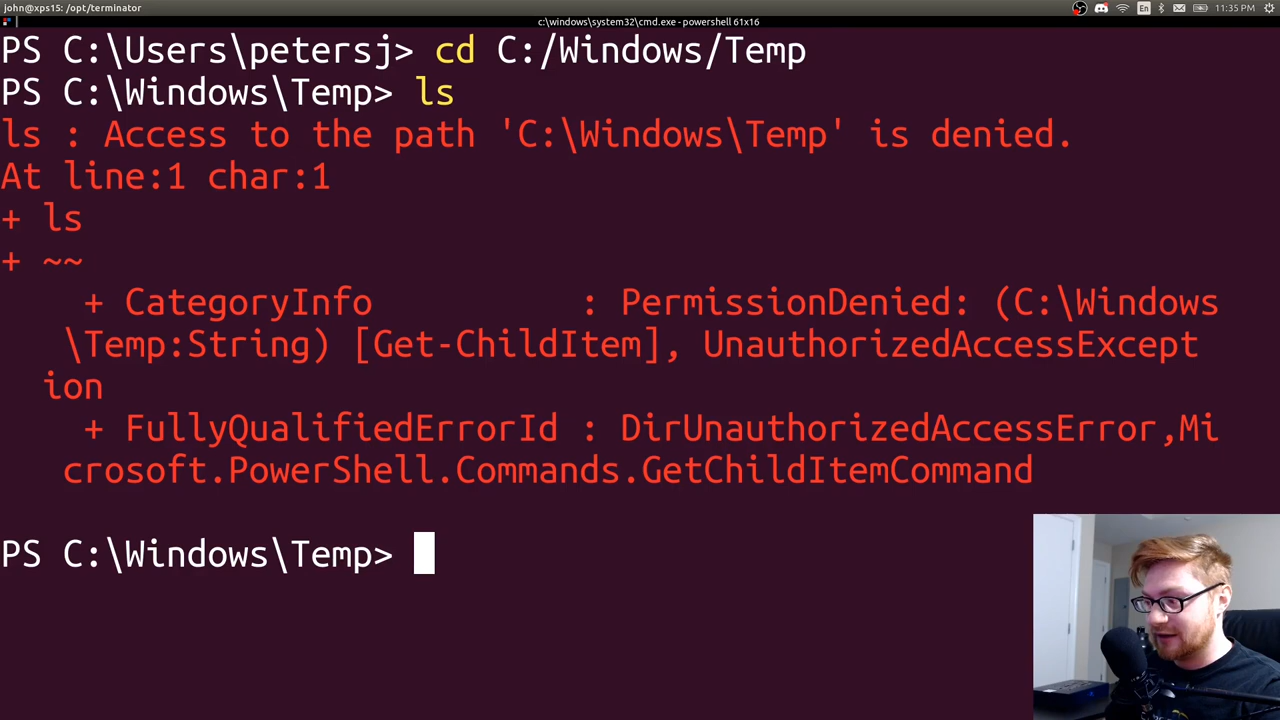 john@xps15: /opt/terminator
En
11:35 PM
c:\windows\system32\cmd.exe - powershell 61x16
PS C:\Users\petersj> cd C:/Windows/Temp
PS C:\Windows\Temp> ls
ls : Access to the path 'C:\Windows\Temp' is denied.
At line:1 char:1
+ ls
+ ~~
    + CategoryInfo          : PermissionDenied: (C:\Windows
   \Temp:String) [Get-ChildItem], UnauthorizedAccessExcept
  ion
    + FullyQualifiedErrorId : DirUnauthorizedAccessError,Mi
   crosoft.PowerShell.Commands.GetChildItemCommand
PS C:\Windows\Temp>